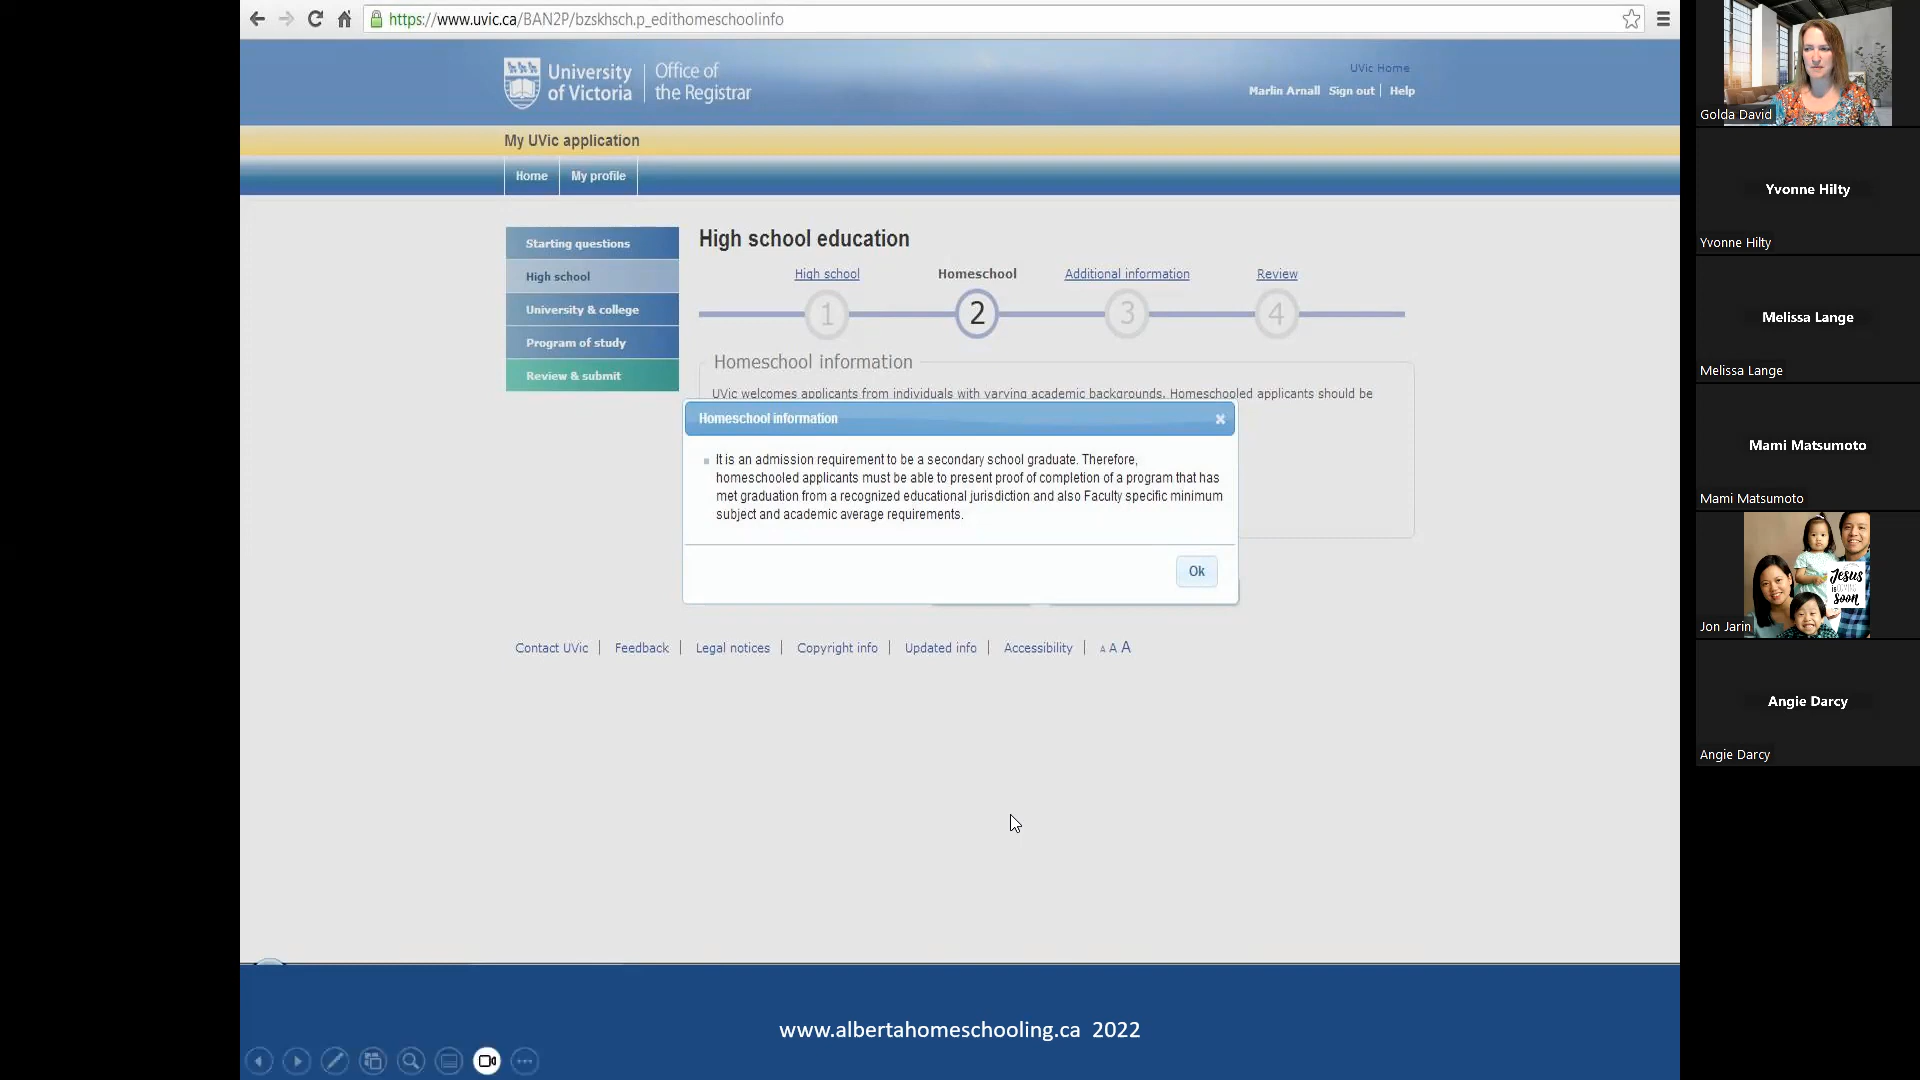 https://www.uvic.ca/BAN2P/bzskhsch.p_edithomeschoolinfo
University of Victoria
Office of the Registrar
UVic Home
Marlin Arnall Sign out Help
My UVic application
Home
My profile
Starting questions
High school
University & college
Program of study
Review & submit
High school education
High school
Homeschool
Additional information
Review
1
2
3
4
Homeschool information
UVic welcomes applicants from individuals with varying academic backgrounds. Homeschooled applicants should be
Homeschool information
It is an admission requirement to be a secondary school graduate. Therefore,
homeschooled applicants must be able to present proof of completion of a program that has
met graduation from a recognized educational jurisdiction and also Faculty specific minimum
subject and academic average requirements.
Ok
Contact UVic
Feedback
Legal notices
Copyright info
Updated info
Accessibility
A A A
www.albertahomeschooling.ca 2022
Golda David
Yvonne Hilty
Yvonne Hilty
Melissa Lange
Melissa Lange
Mami Matsumoto
Mami Matsumoto
Jesus
soon
Jon Jarin
Angie Darcy
Angie Darcy